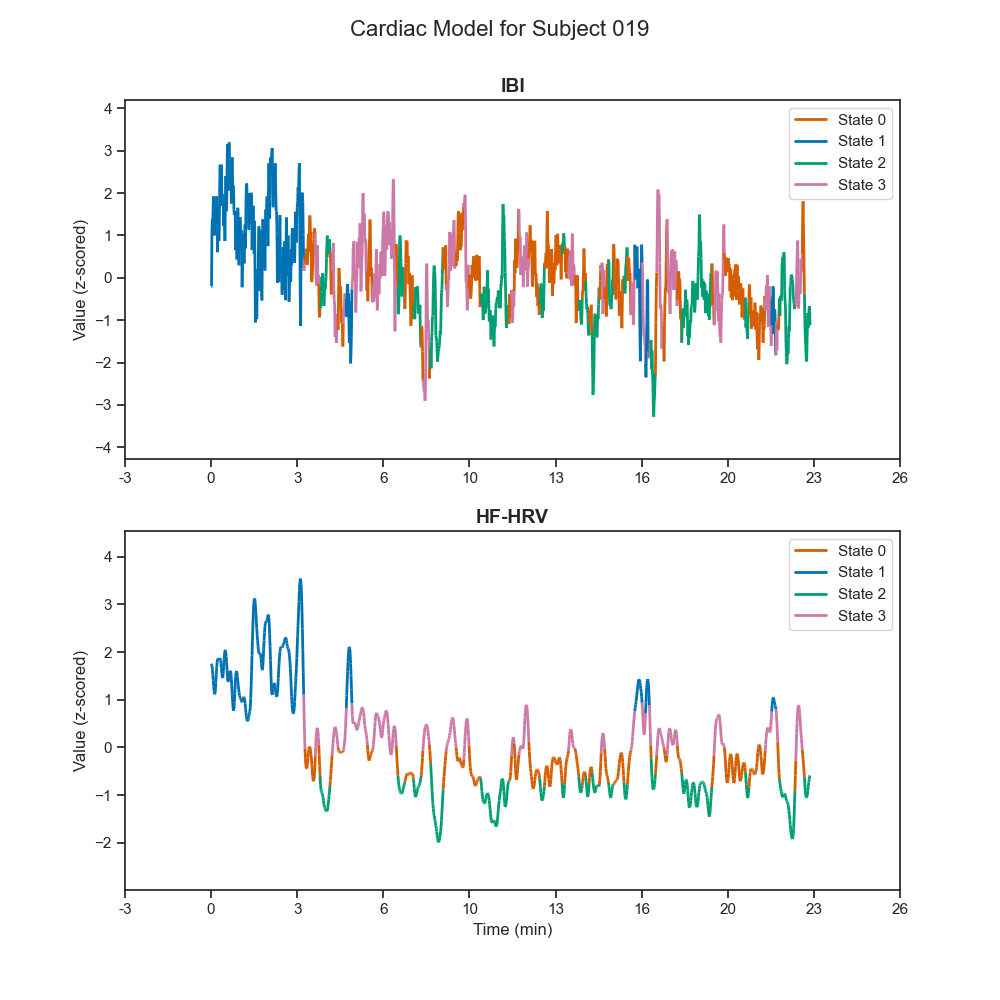 Cardiac Model for Subject 019
IBI
State 0
State 1
State 2
State 3
Value (z-scored)
4
3
2
1
0
−1
−2
−3
−4
-3 0 3 6 10 13 16 20 23 26
HF-HRV
State 0
State 1
State 2
State 3
Value (z-scored)
4
3
2
1
0
−1
−2
-3 0 3 6 10 13 16 20 23 26
Time (min)